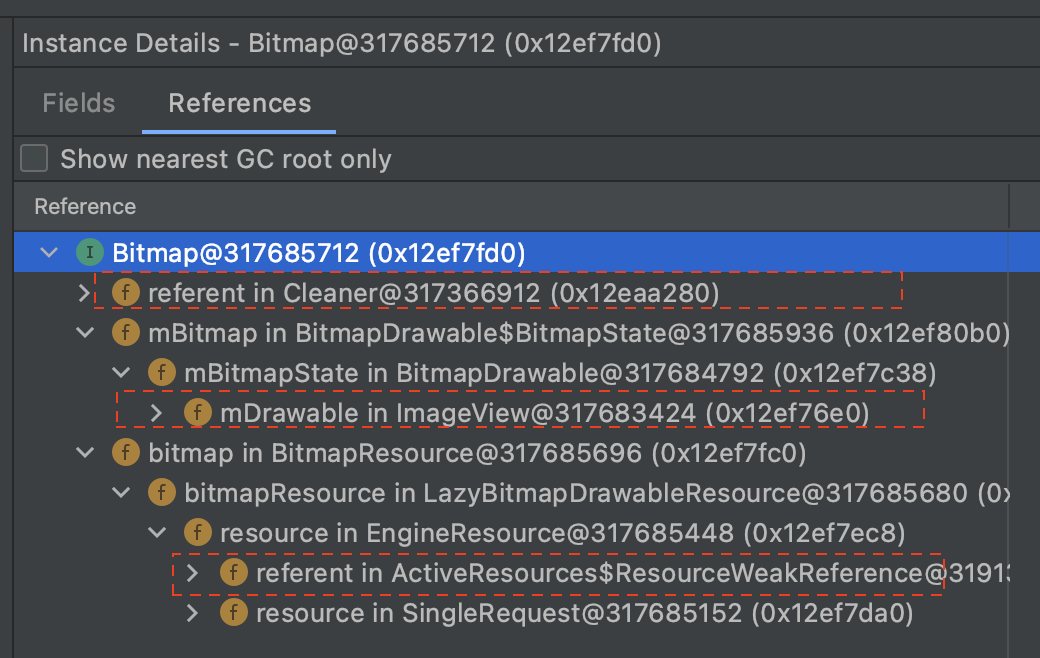 Instance Details - Bitmap@317685712 (0x12ef7fd0)
Fields References
Show nearest GC root only
Reference
I Bitmap@317685712 (0x12ef7fd0)
f referent in Cleaner@317366912 (0x12eaa280)
f mBitmap in BitmapDrawable$BitmapState@317685936 (0x12ef80b0)
f mBitmapState in BitmapDrawable@317684792 (0x12ef7c38)
f mDrawable in ImageView@317683424 (0x12ef76e0)
f bitmap in BitmapResource@317685696 (0x12ef7fc0)
f bitmapResource in LazyBitmapDrawableResource@317685680 (0x
f resource in EngineResource@317685448 (0x12ef7ec8)
f referent in ActiveResources$ResourceWeakReference@3191
f resource in SingleRequest@317685152 (0x12ef7da0)